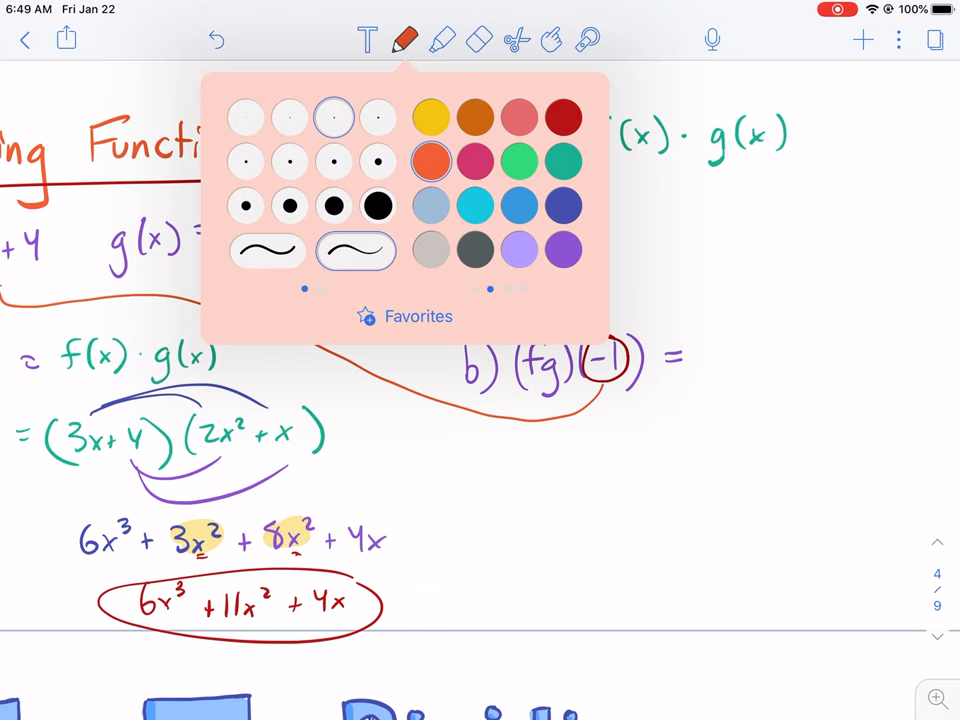 6:49 AM Fri Jan 22 100%
T
ing Functi (x) · g(x)
+ 4 g(x) =
Favorites
= f(x) · g(x)
b) (fg)(-1) =
= (3x+4)(2x² + x)
6x³ + 3x² + 8x² + 4x
6x³ + 11x² + 4x
4
/
9